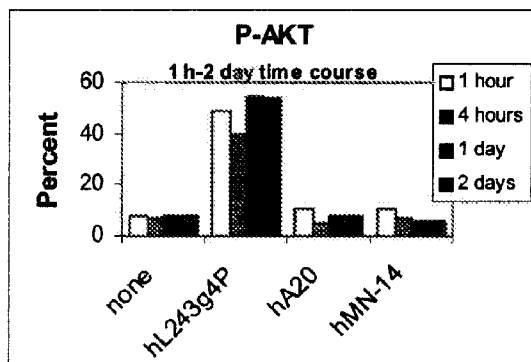 P-AKT
1 h-2 day time course
60
40
20
0
Percent
none
hL243g4P
hA20
hMN-14
1 hour
4 hours
1 day
2 days